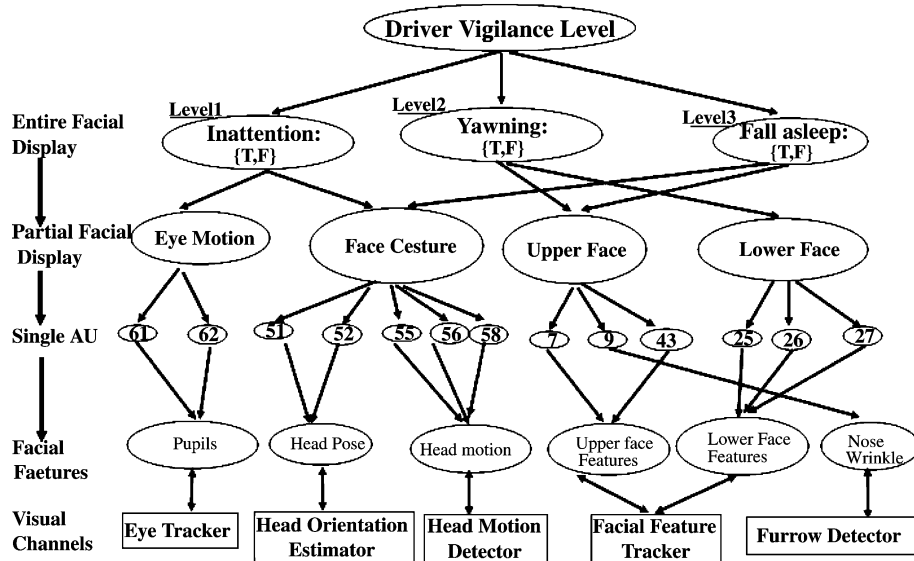 Driver Vigilance Level
Level1
Level2
Level3
Entire Facial
Display
Inattention:
{T,F}
Yawning:
{T,F}
Fall asleep:
{T,F}
Partial Facial
Display
Eye Motion
Face Cesture
Upper Face
Lower Face
Single AU
61
62
51
52
55
56
58
7
9
43
25
26
27
Facial
Faetures
Pupils
Head Pose
Head motion
Upper face
Features
Lower Face
Features
Nose
Wrinkle
Visual
Channels
Eye Tracker
Head Orientation
Estimator
Head Motion
Detector
Facial Feature
Tracker
Furrow Detector